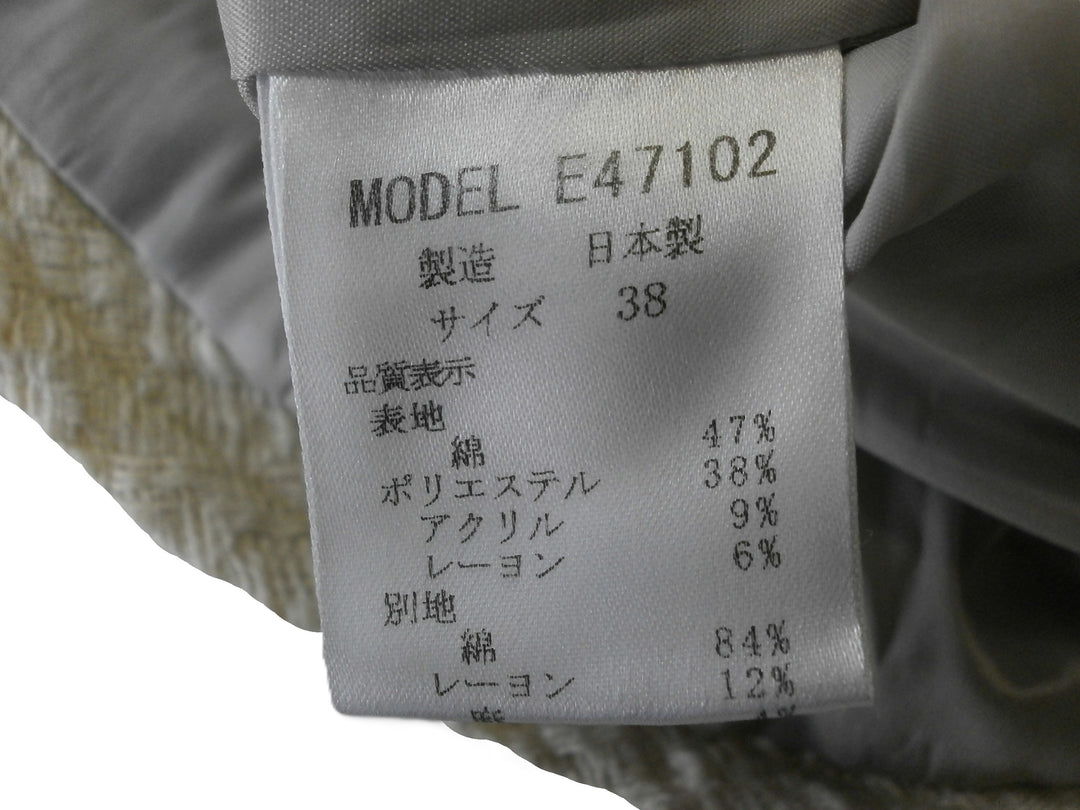 MODEL E47102
製造 日本製
サイズ 38
品質表示
表地
綿 47%
ポリエステル 38%
アクリル 9%
レーヨン 6%
別地
綿 84%
レーヨン 12%